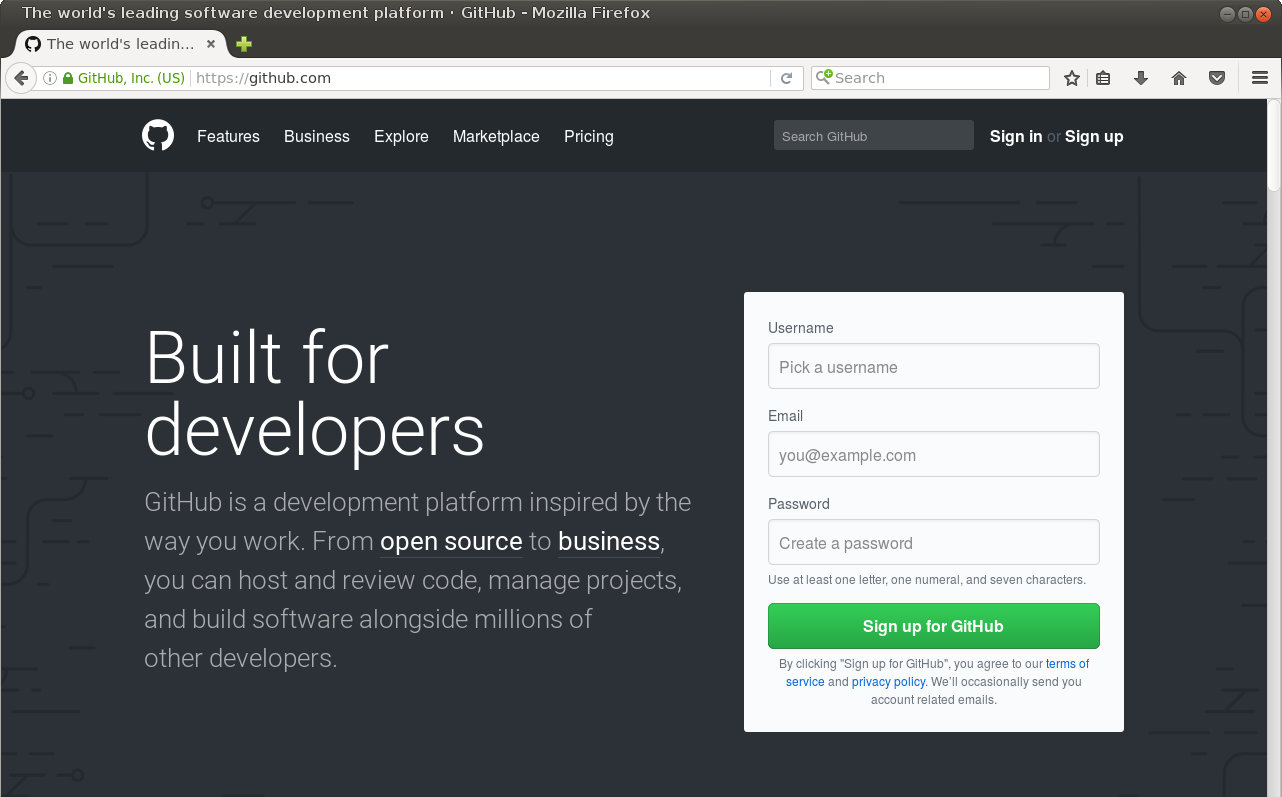 The world's leading software development platform · GitHub - Mozilla Firefox
The world's leadin...
GitHub, Inc. (US) https://github.com Search
Features Business Explore Marketplace Pricing Search GitHub Sign in or Sign up
Built for
developers
GitHub is a development platform inspired by the
way you work. From open source to business,
you can host and review code, manage projects,
and build software alongside millions of
other developers.
Username
Pick a username
Email
you@example.com
Password
Create a password
Use at least one letter, one numeral, and seven characters.
Sign up for GitHub
By clicking "Sign up for GitHub", you agree to our terms of
service and privacy policy. We’ll occasionally send you
account related emails.